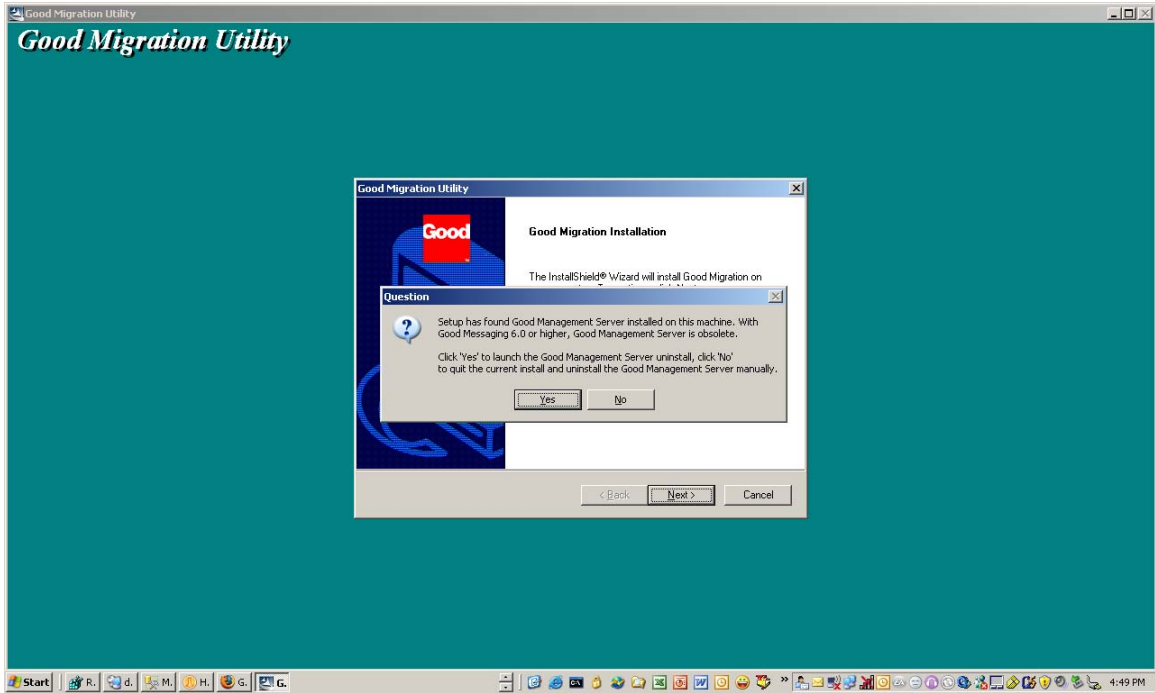 Good Migration Utility
Good Migration Utility
Good Migration Utility
Good
Good Migration Installation
The InstallShield® Wizard will install Good Migration on
Question
Setup has found Good Management Server installed on this machine. With
Good Messaging 6.0 or higher, Good Management Server is obsolete.
Click 'Yes' to launch the Good Management Server uninstall, click 'No'
to quit the current install and uninstall the Good Management Server manually.
Yes No
< Back Next > Cancel
Start R. d. M. H. G. G. 4:49 PM